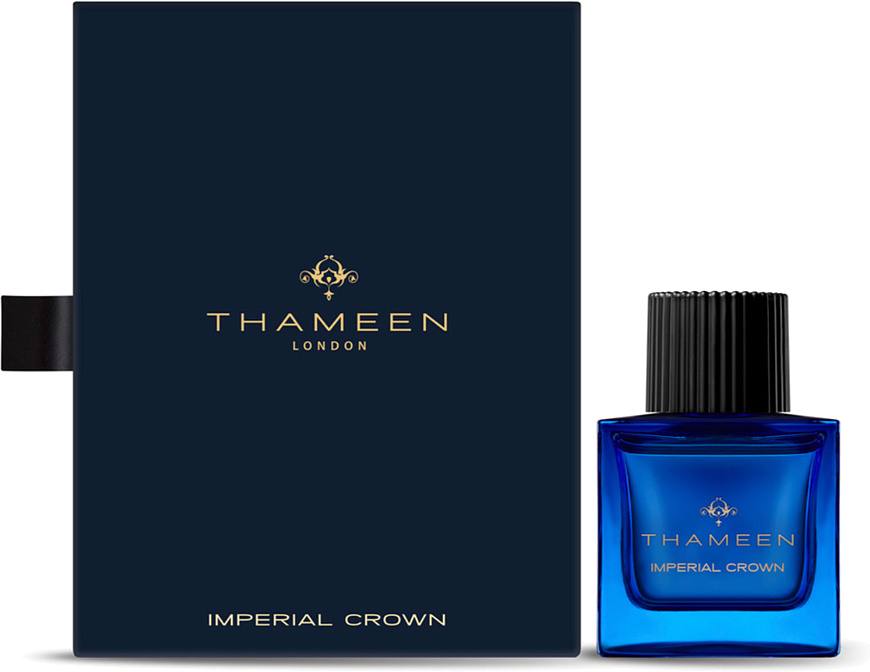 THAMEEN
LONDON
IMPERIAL CROWN
THAMEEN
IMPERIAL CROWN